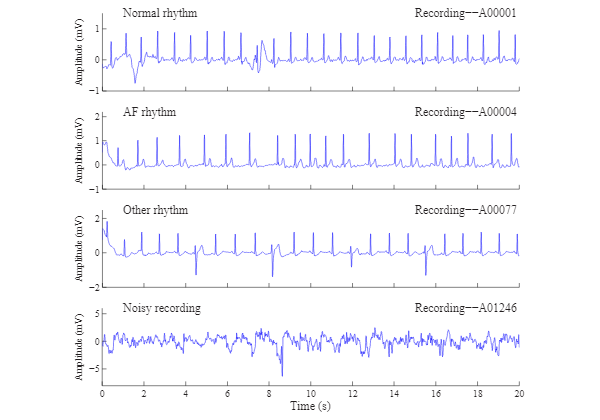 Normal rhythm Recording−−A00001
Amplitude (mV)
1
0
−1
AF rhythm Recording−−A00004
Amplitude (mV)
2
1
0
−1
Other rhythm Recording−−A00077
Amplitude (mV)
2
0
−2
Noisy recording Recording−−A01246
Amplitude (mV)
5
0
−5
0 2 4 6 8 10 12 14 16 18 20
Time (s)